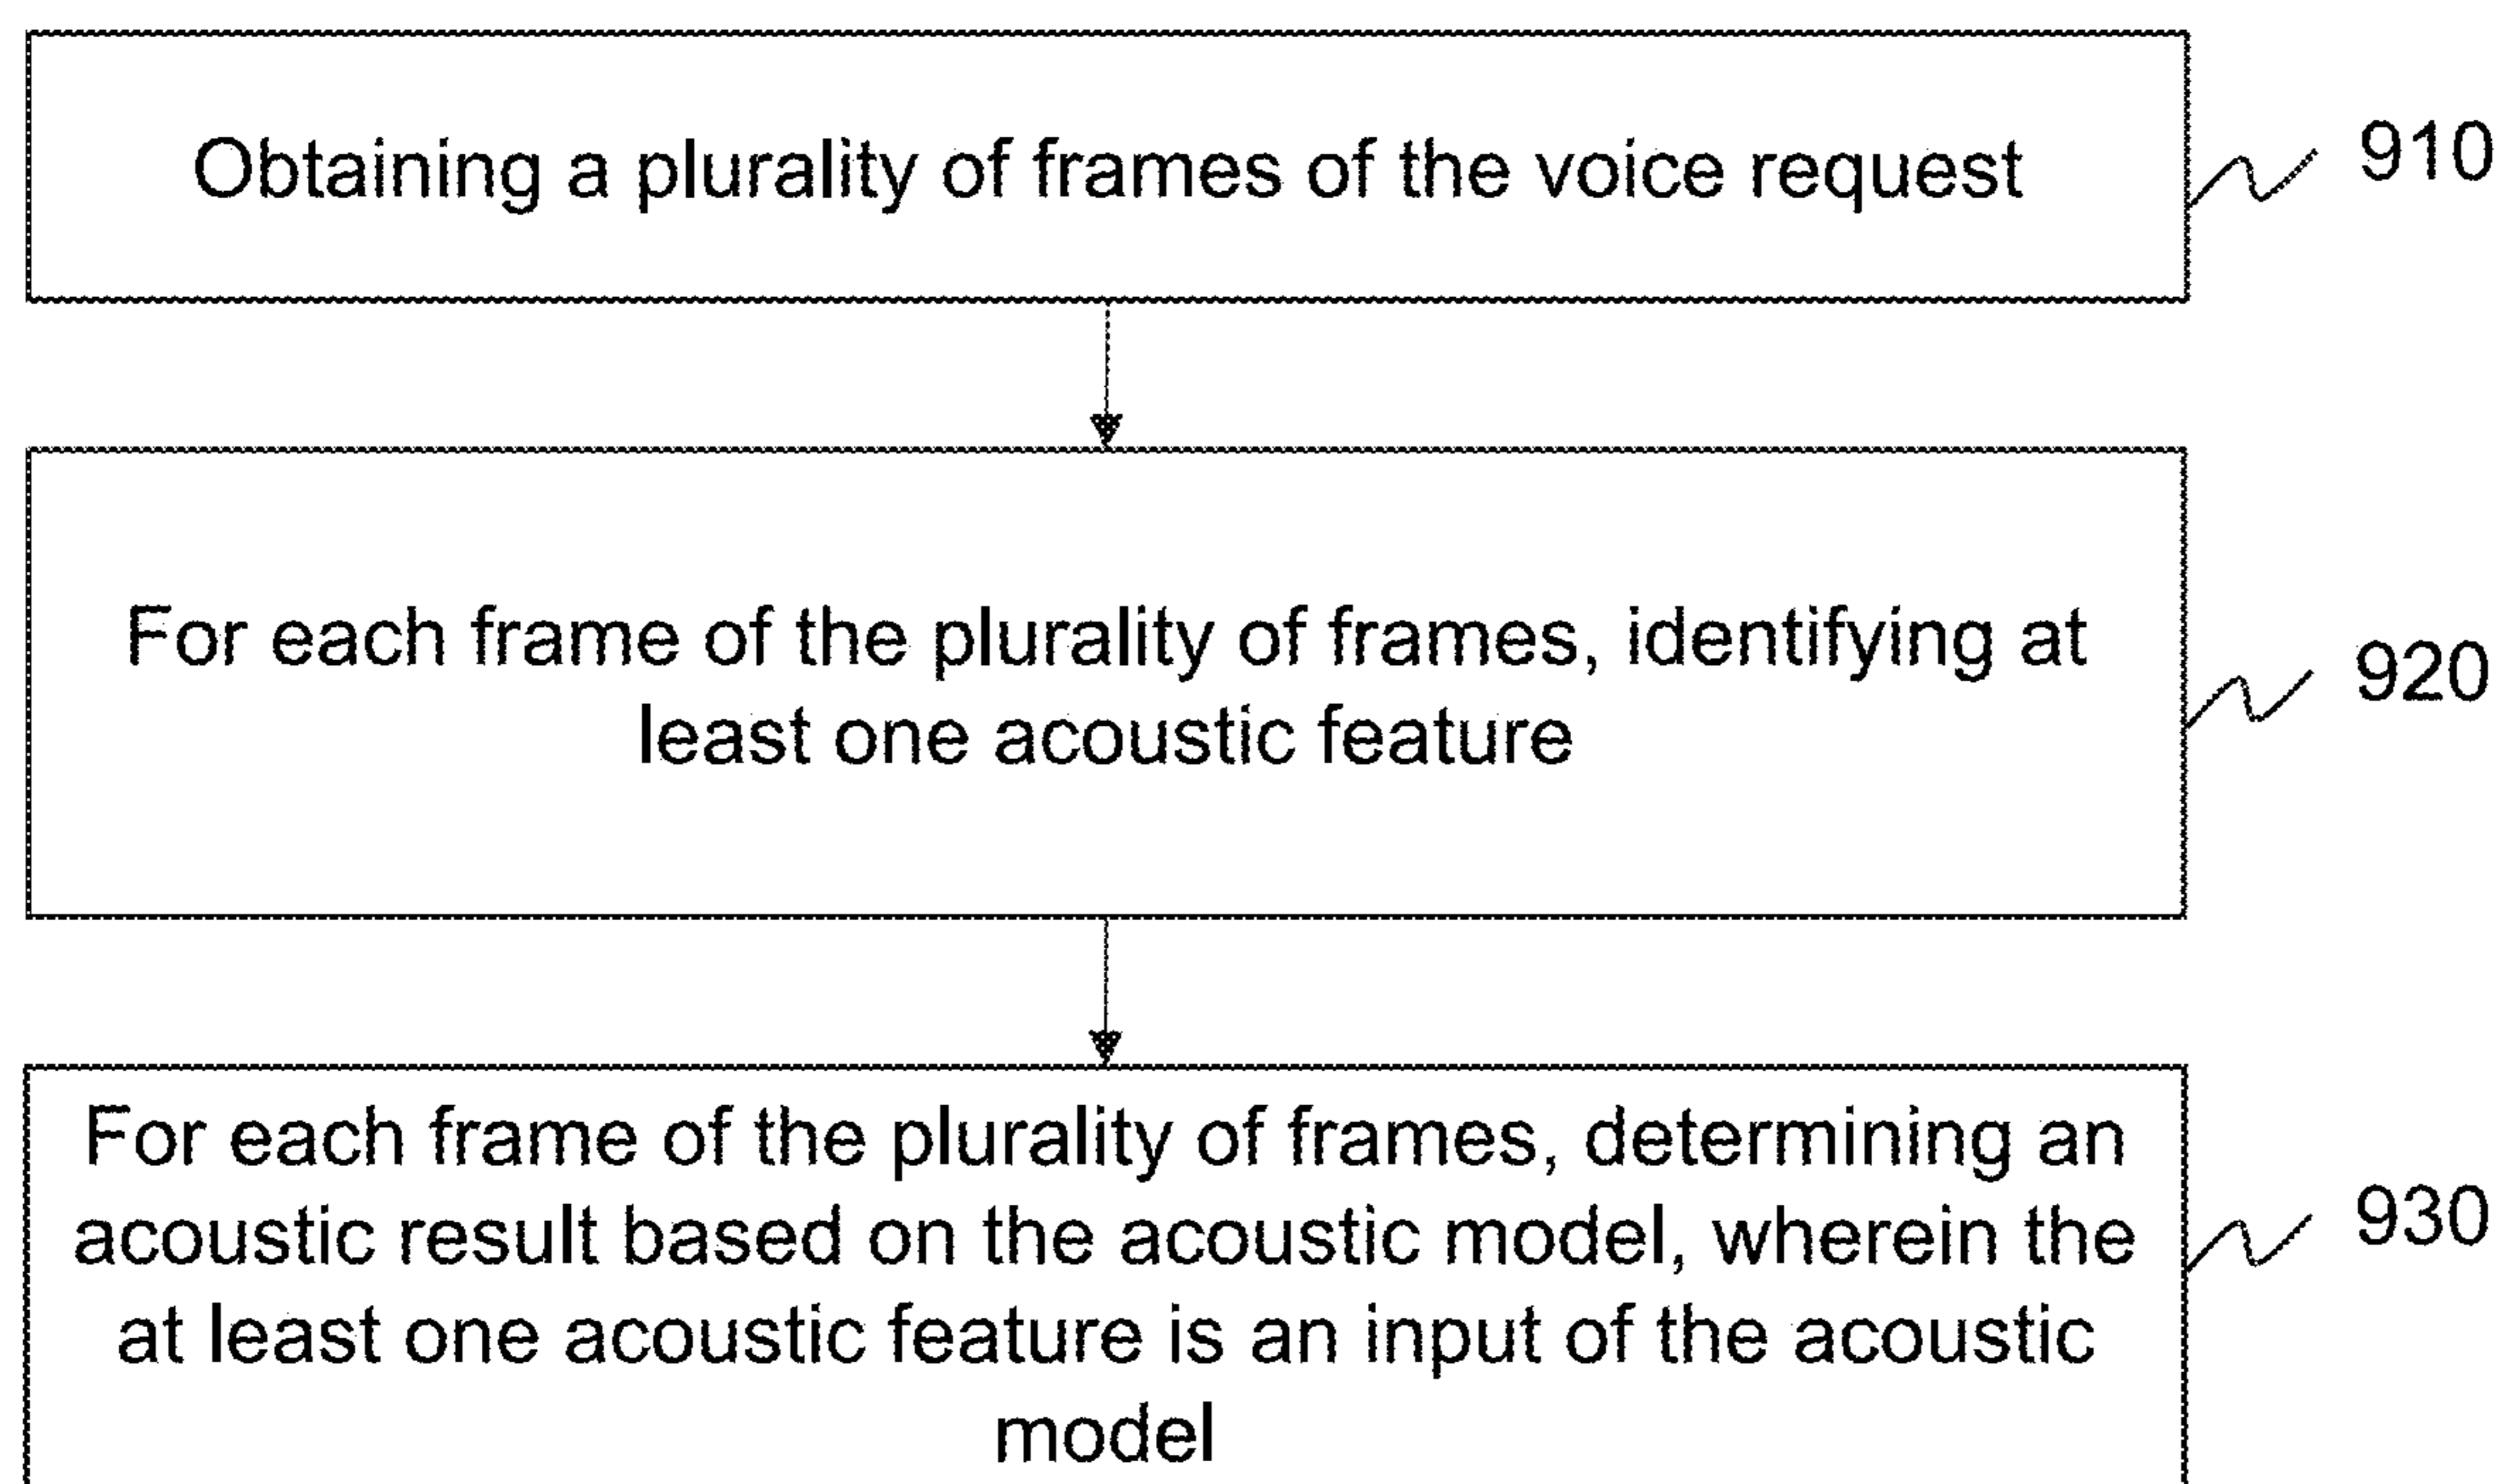 Obtaining a plurality of frames of the voice request
910
For each frame of the plurality of frames, identifying at
least one acoustic feature
920
For each frame of the plurality of frames, determining an
acoustic result based on the acoustic model, wherein the
at least one acoustic feature is an input of the acoustic
model
930